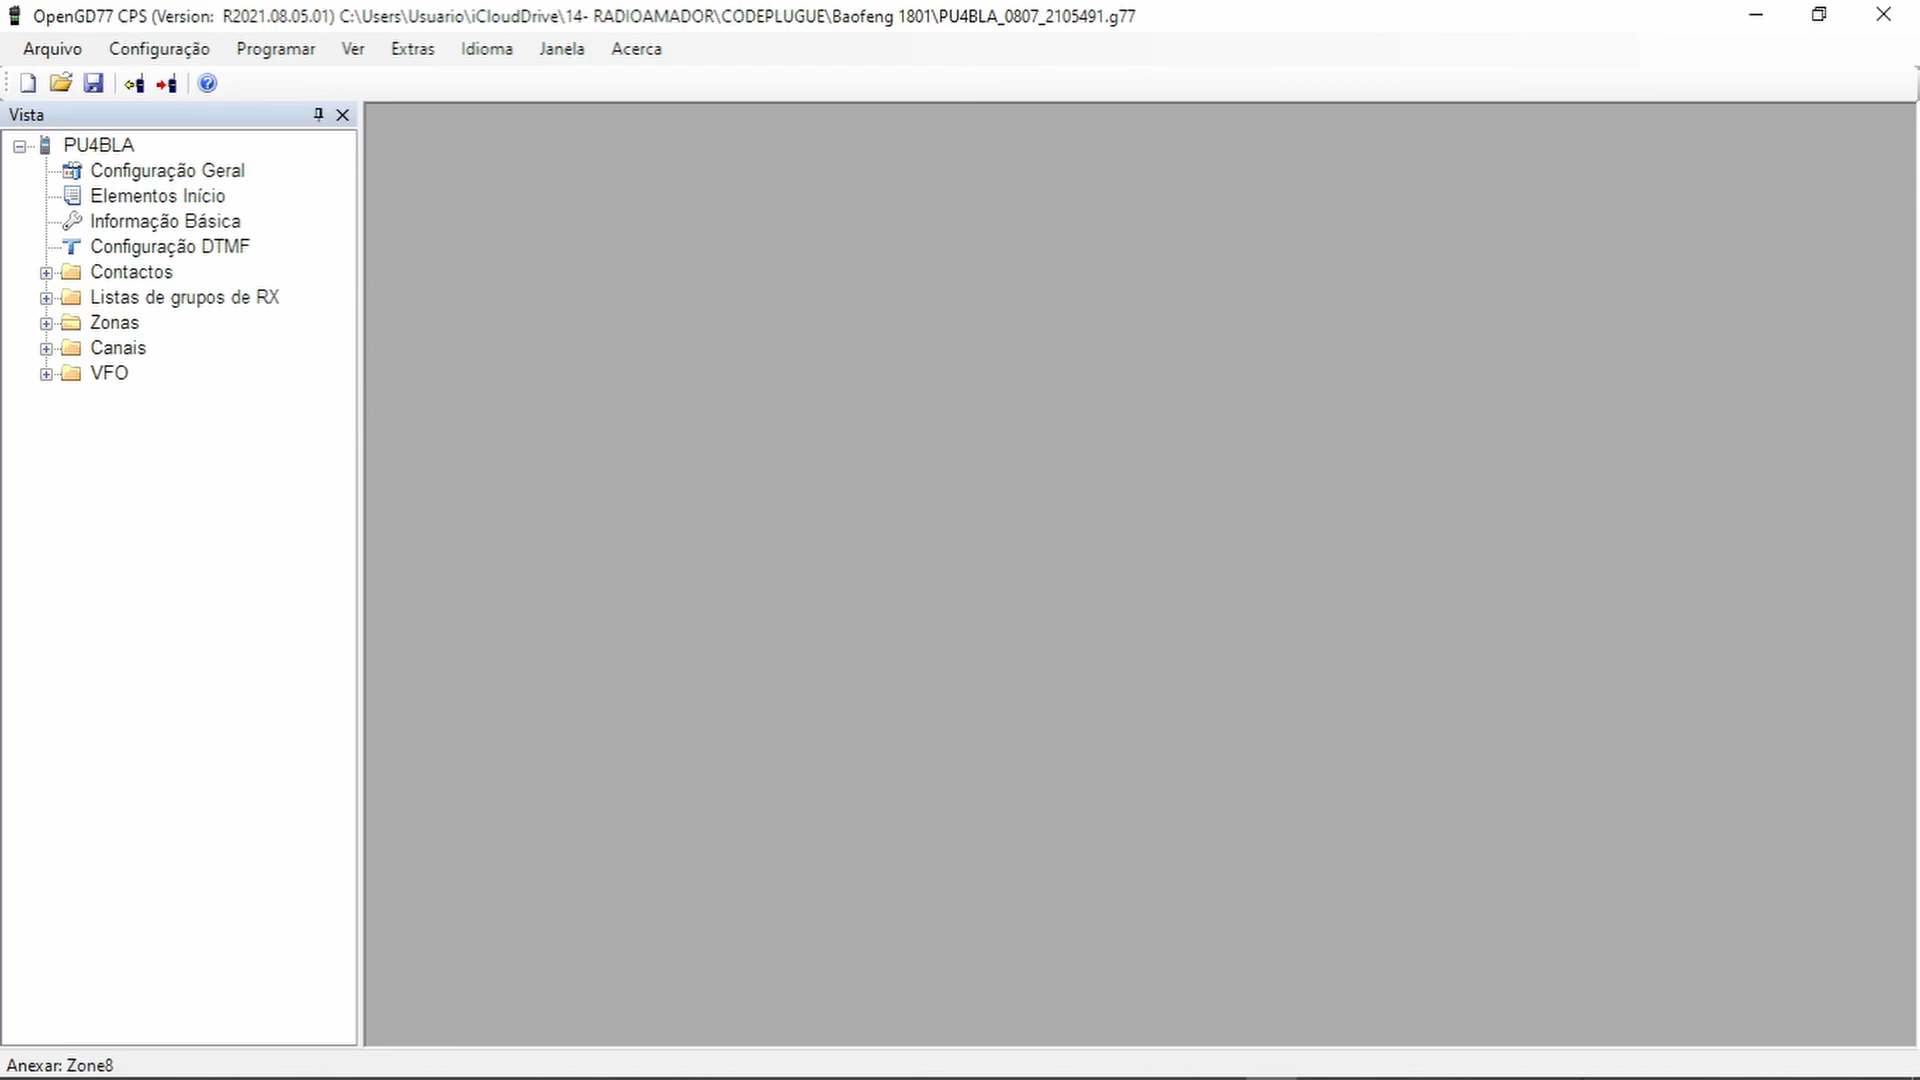 OpenGD77 CPS (Version:  R2021.08.05.01) C:\Users\Usuario\iCloudDrive\14- RADIOAMADOR\CODEPLUGUE\Baofeng 1801\PU4BLA_0807_2105491.g77
Arquivo Configuração Programar Ver Extras Idioma Janela Acerca
Vista
PU4BLA
Configuração Geral
Elementos Início
Informação Básica
Configuração DTMF
Contactos
Listas de grupos de RX
Zonas
Canais
VFO
Anexar: Zone8